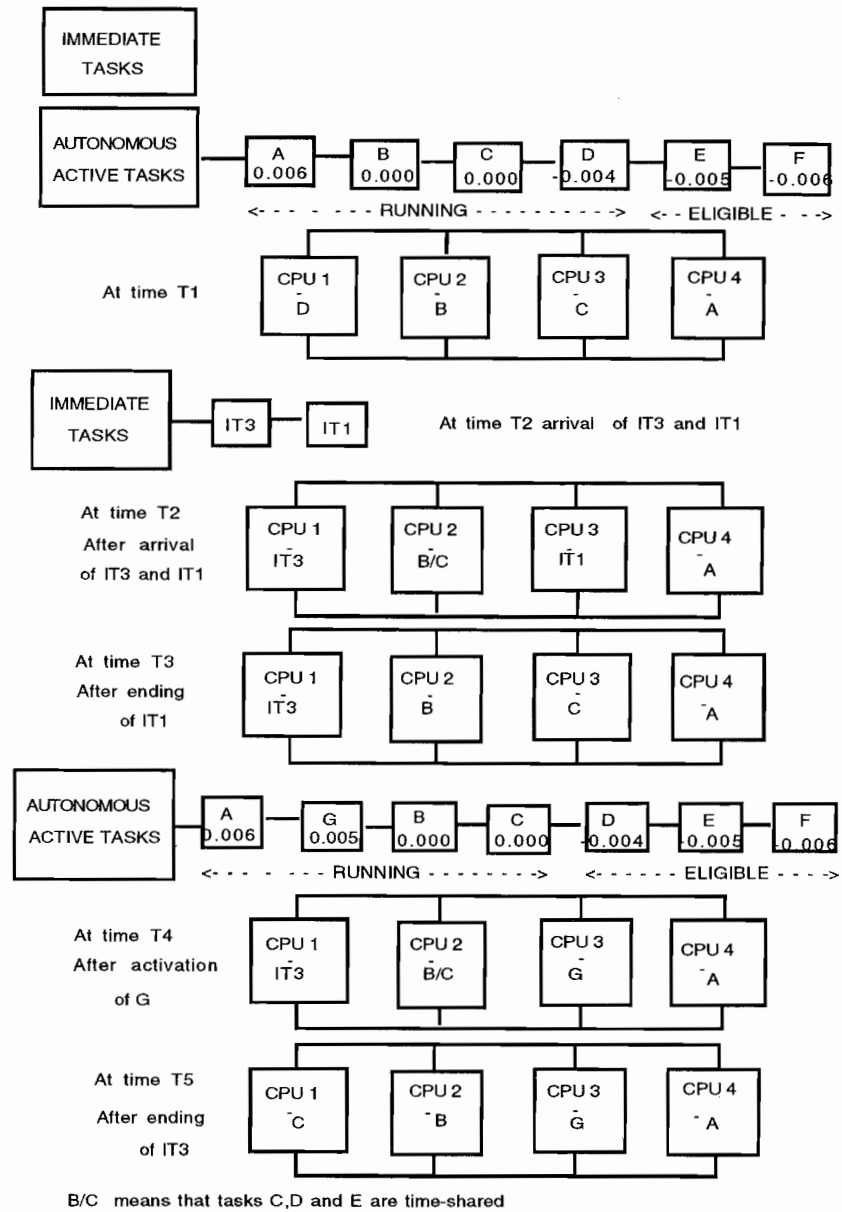 IMMEDIATE
TASKS
AUTONOMOUS
ACTIVE TASKS
A
0.006
B
0.000
C
0.000
D
-0.004
E
-0.005
F
-0.006
<- - - - - - - RUNNING - - - - - - - - - ->
<- - ELIGIBLE - - ->
At time T1
CPU 1
-
D
CPU 2
-
B
CPU 3
-
C
CPU 4
-
A
IMMEDIATE
TASKS
IT3
IT1
At time T2 arrival of IT3 and IT1
At time T2
After arrival
of IT3 and IT1
CPU 1
-
IT3
CPU 2
-
B/C
CPU 3
-
IT1
CPU 4
-
A
At time T3
After ending
of IT1
CPU 1
-
IT3
CPU 2
-
B
CPU 3
-
C
CPU 4
-
A
AUTONOMOUS
ACTIVE TASKS
A
0.006
G
0.005
B
0.000
C
0.000
D
-0.004
E
-0.005
F
-0.006
<- - - - - - - RUNNING - - - - - - - - - ->
<- - - - - - ELIGIBLE - - - ->
At time T4
After activation
of G
CPU 1
-
IT3
CPU 2
-
B/C
CPU 3
-
G
CPU 4
-
A
At time T5
After ending
of IT3
CPU 1
-
C
CPU 2
-
B
CPU 3
-
G
CPU 4
-
A
B/C means that tasks C,D and E are time-shared